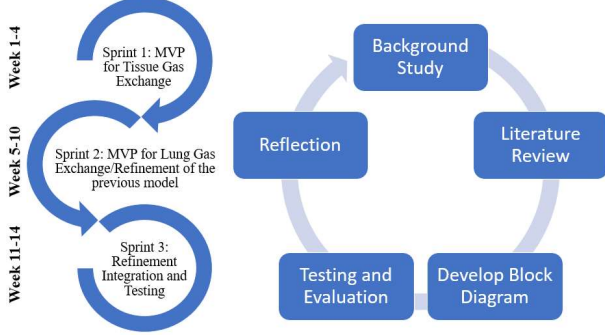 Week 1-4
Sprint 1: MVP
for Tissue Gas
Exchange
Week 5-10
Sprint 2: MVP for Lung Gas
Exchange/Refinement of the
previous model
Week 11-14
Sprint 3:
Refinement
Integration and
Testing
Background
Study
Literature
Review
Develop Block
Diagram
Testing and
Evaluation
Reflection